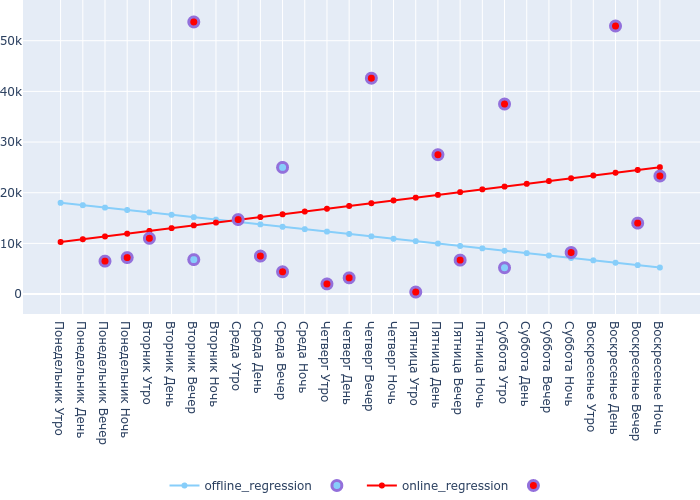 50k
40k
30k
20k
10k
0
Понедельник Утро
Понедельник День
Понедельник Вечер
Понедельник Ночь
Вторник Утро
Вторник День
Вторник Вечер
Вторник Ночь
Среда Утро
Среда День
Среда Вечер
Среда Ночь
Четверг Утро
Четверг День
Четверг Вечер
Четверг Ночь
Пятница Утро
Пятница День
Пятница Вечер
Пятница Ночь
Суббота Утро
Суббота День
Суббота Вечер
Суббота Ночь
Воскресенье Утро
Воскресенье День
Воскресенье Вечер
Воскресенье Ночь
offline_regression
online_regression